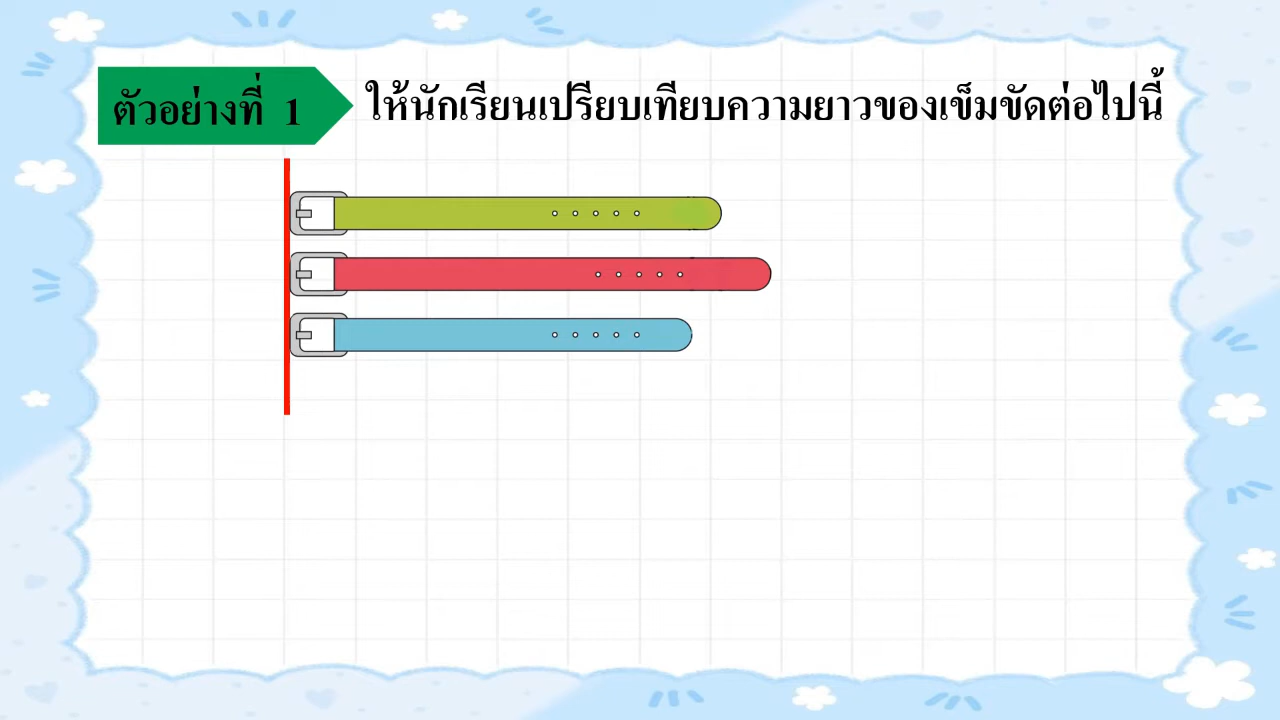 ตัวอย่างที่ 1
ให้นักเรียนเปรียบเทียบความยาวของเข็มขัดต่อไปนี้